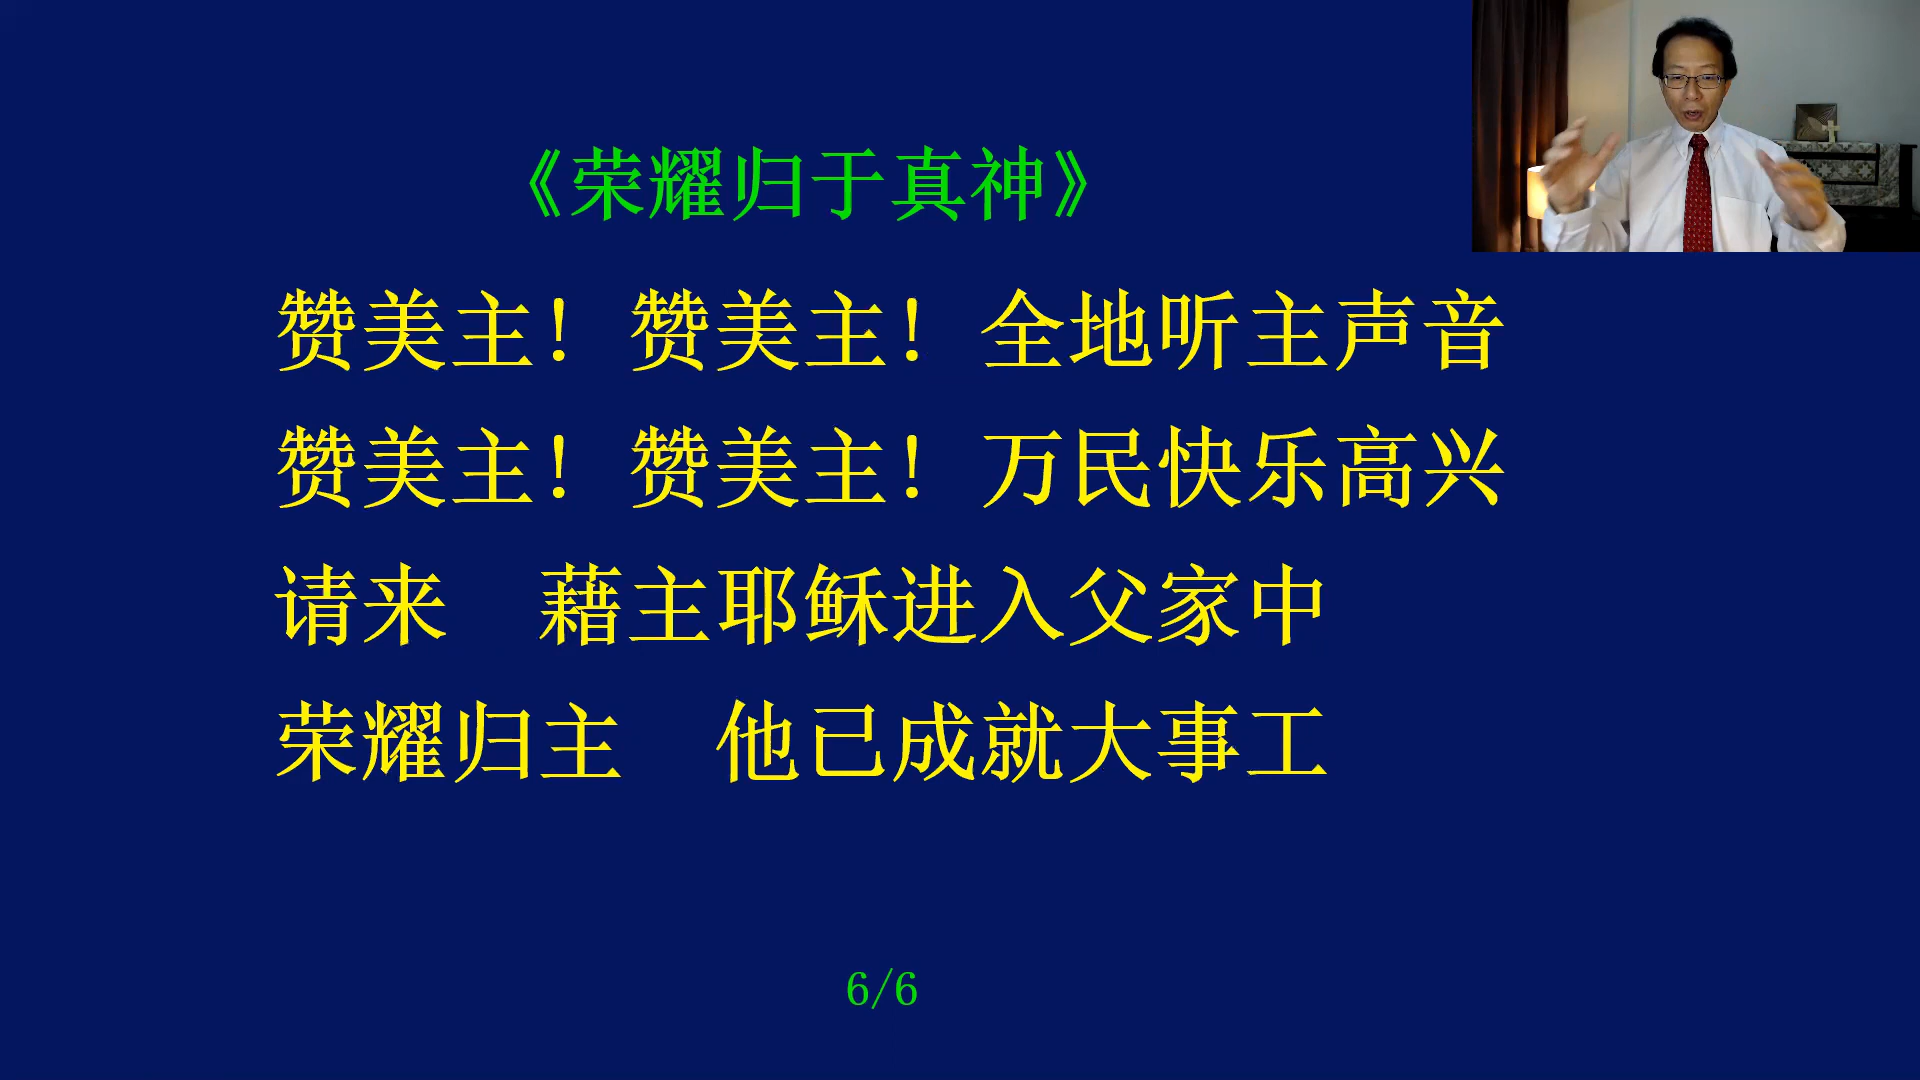 《荣耀归于真神》
赞美主！赞美主！全地听主声音
赞美主！赞美主！万民快乐高兴
请来　藉主耶稣进入父家中
荣耀归主　他已成就大事工
6/6